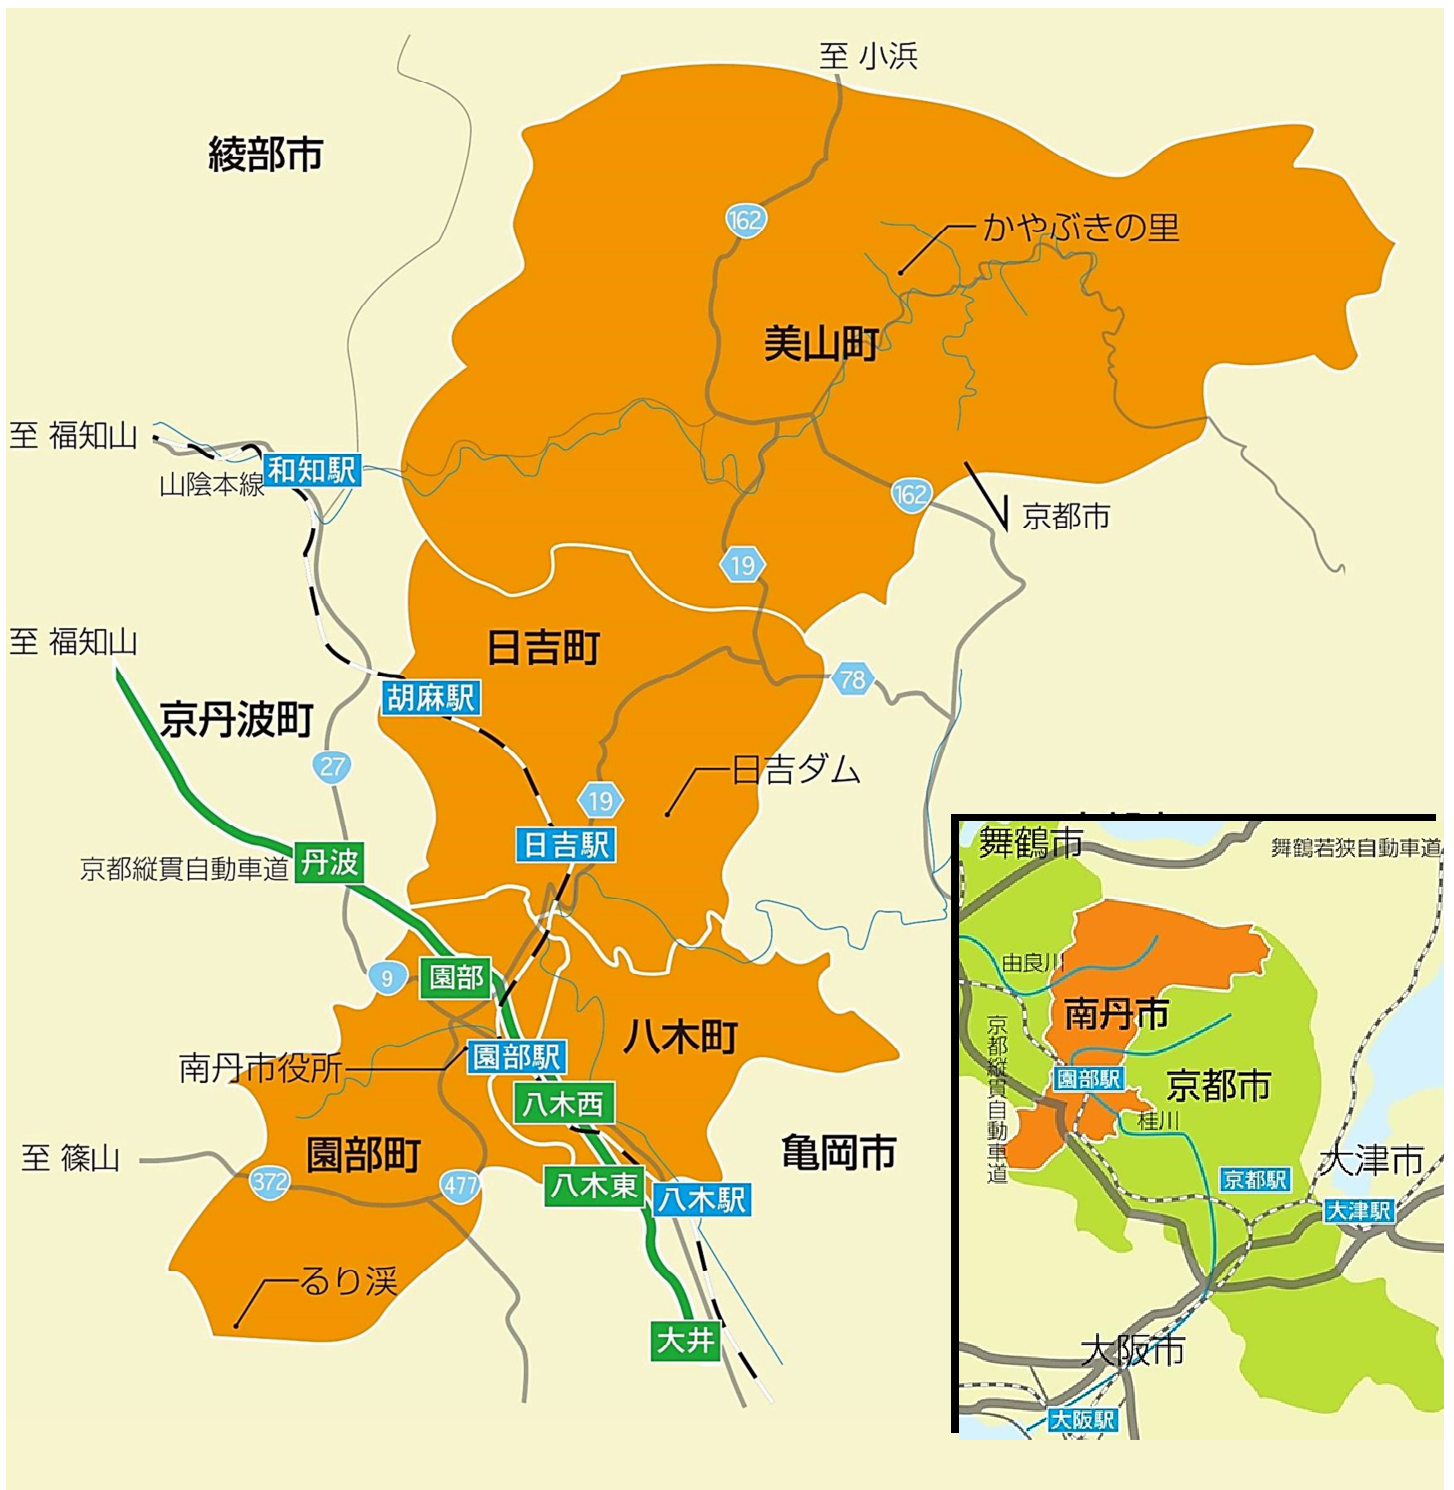 至 小浜
綾部市
162
かやぶきの里
美山町
至 福知山
和知駅
山陰本線
162
京都市
19
至 福知山
日吉町
78
胡麻駅
京丹波町
27
日吉ダム
19
日吉駅
丹波
京都縦貫自動車道
園部
9
八木町
南丹市役所
園部駅
八木西
園部町
至 篠山
372
477
八木東
八木駅
亀岡市
るり渓
大井
舞鶴市
舞鶴若狭自動車道
由良川
南丹市
京都縦貫自動車道
園部駅
京都市
桂川
大津市
京都駅
大津駅
大阪市
大阪駅